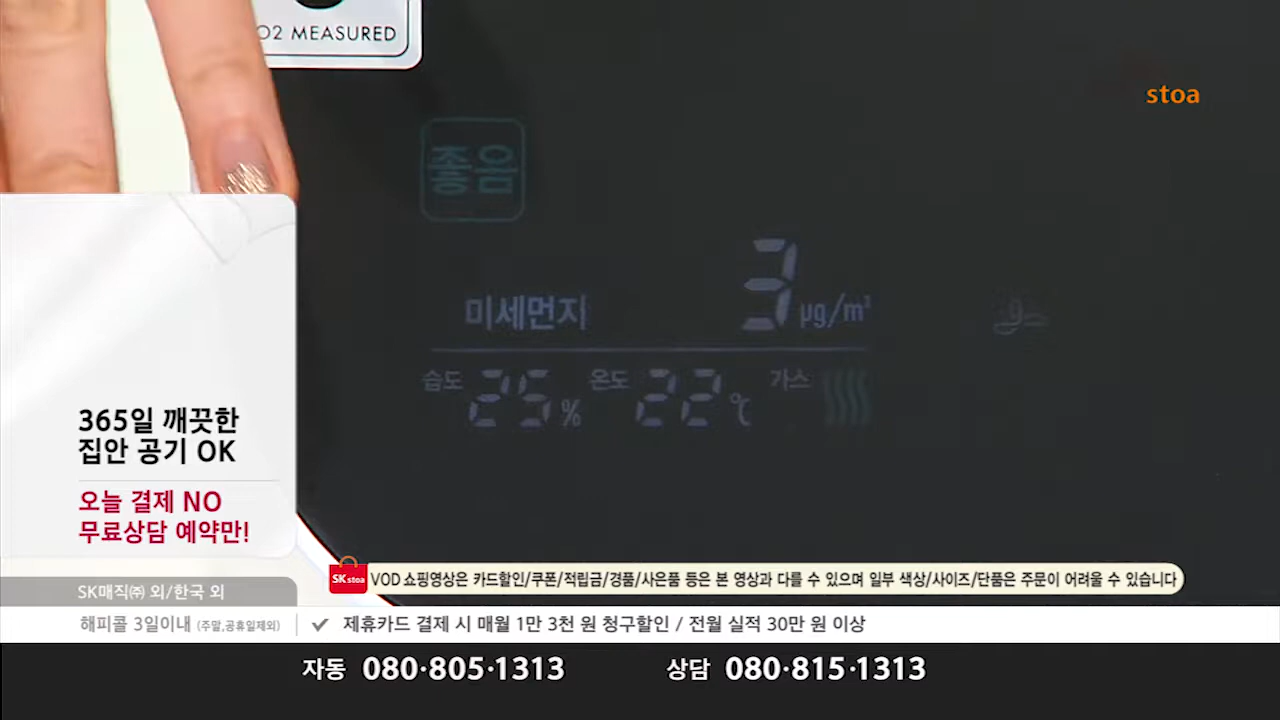 O2 MEASURED
stoa
좋음
미세먼지 3 µg/m³
습도 25 % 온도 22 ℃ 가스
365일 깨끗한
집안 공기 OK
오늘 결제 NO
무료상담 예약만!
SK매직㈜ 외/한국 외
SK stoa VOD 쇼핑영상은 카드할인/쿠폰/적립금/경품/사은품 등은 본 영상과 다를 수 있으며 일부 색상/사이즈/단품은 주문이 어려울 수 있습니다
해피콜 3일이내 (주말,공휴일제외) 제휴카드 결제 시 매월 1만 3천 원 청구할인 / 전월 실적 30만 원 이상
자동 080·805·1313 상담 080·815·1313